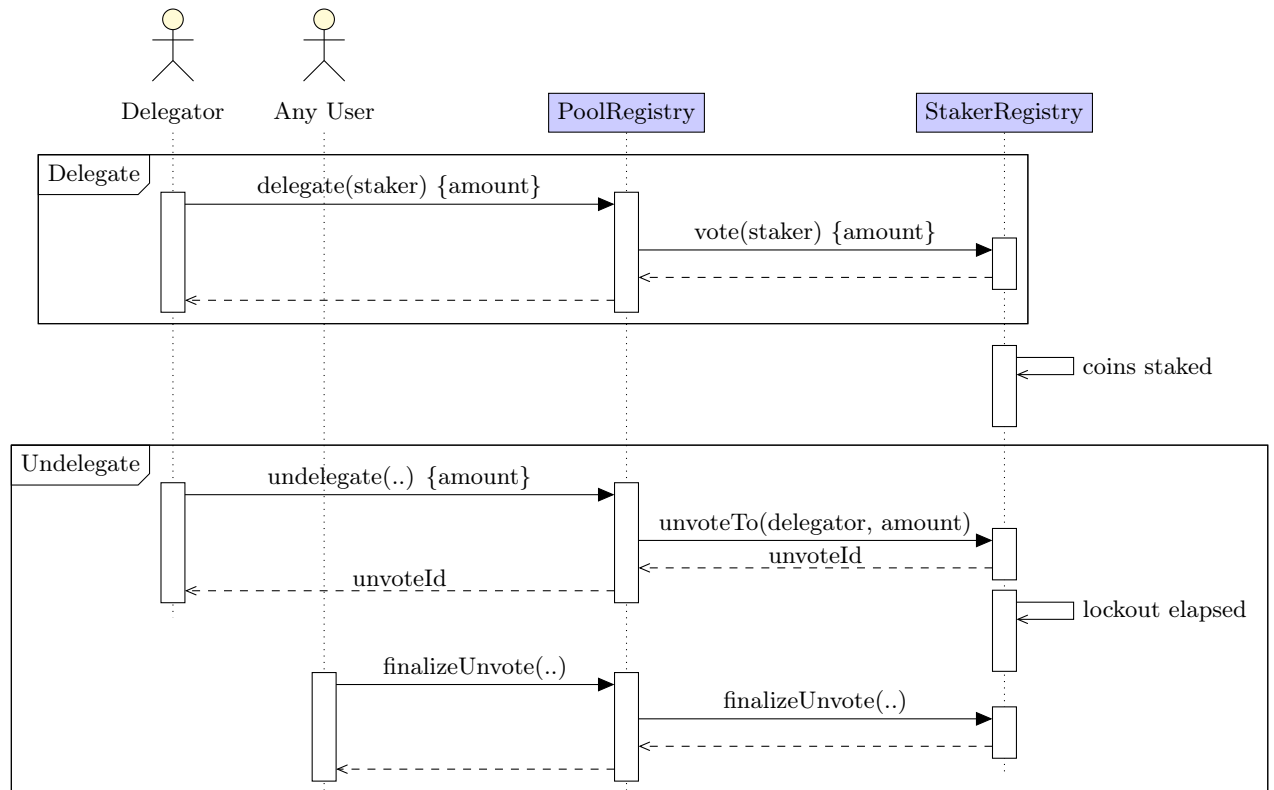 Delegator
Any User
PoolRegistry
StakerRegistry
Delegate
delegate(staker) {amount}
vote(staker) {amount}
coins staked
Undelegate
undelegate(..) {amount}
unvoteTo(delegator, amount)
unvoteId
unvoteId
lockout elapsed
finalizeUnvote(..)
finalizeUnvote(..)